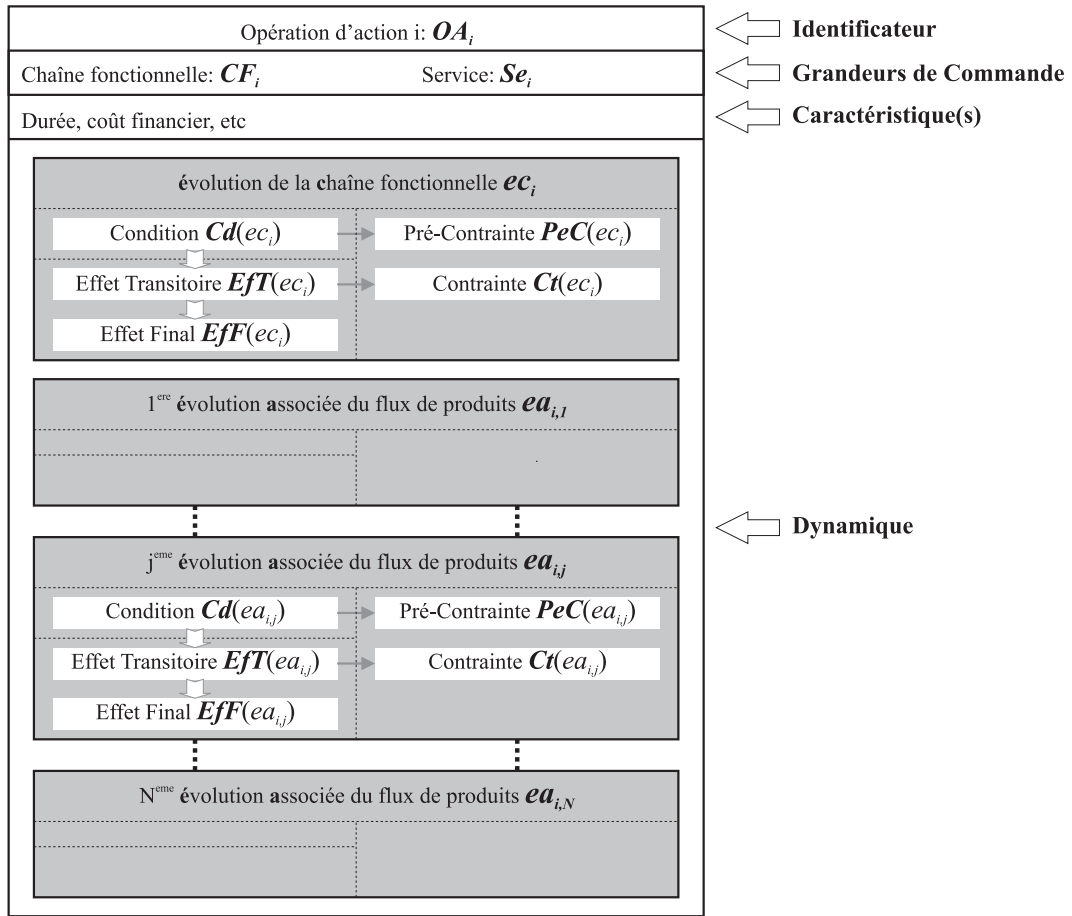 Opération d'action i: OAi
Identificateur
Chaîne fonctionnelle: CFi Service: Sei
Grandeurs de Commande
Durée, coût financier, etc
Caractéristique(s)
évolution de la chaîne fonctionnelle eci
Condition Cd(eci) Pré-Contrainte PeC(eci)
Effet Transitoire EfT(eci) Contrainte Ct(eci)
Effet Final EfF(eci)
1ere évolution associée du flux de produits eai,1
Dynamique
jeme évolution associée du flux de produits eai,j
Condition Cd(eai,j) Pré-Contrainte PeC(eai,j)
Effet Transitoire EfT(eai,j) Contrainte Ct(eai,j)
Effet Final EfF(eai,j)
Neme évolution associée du flux de produits eai,N